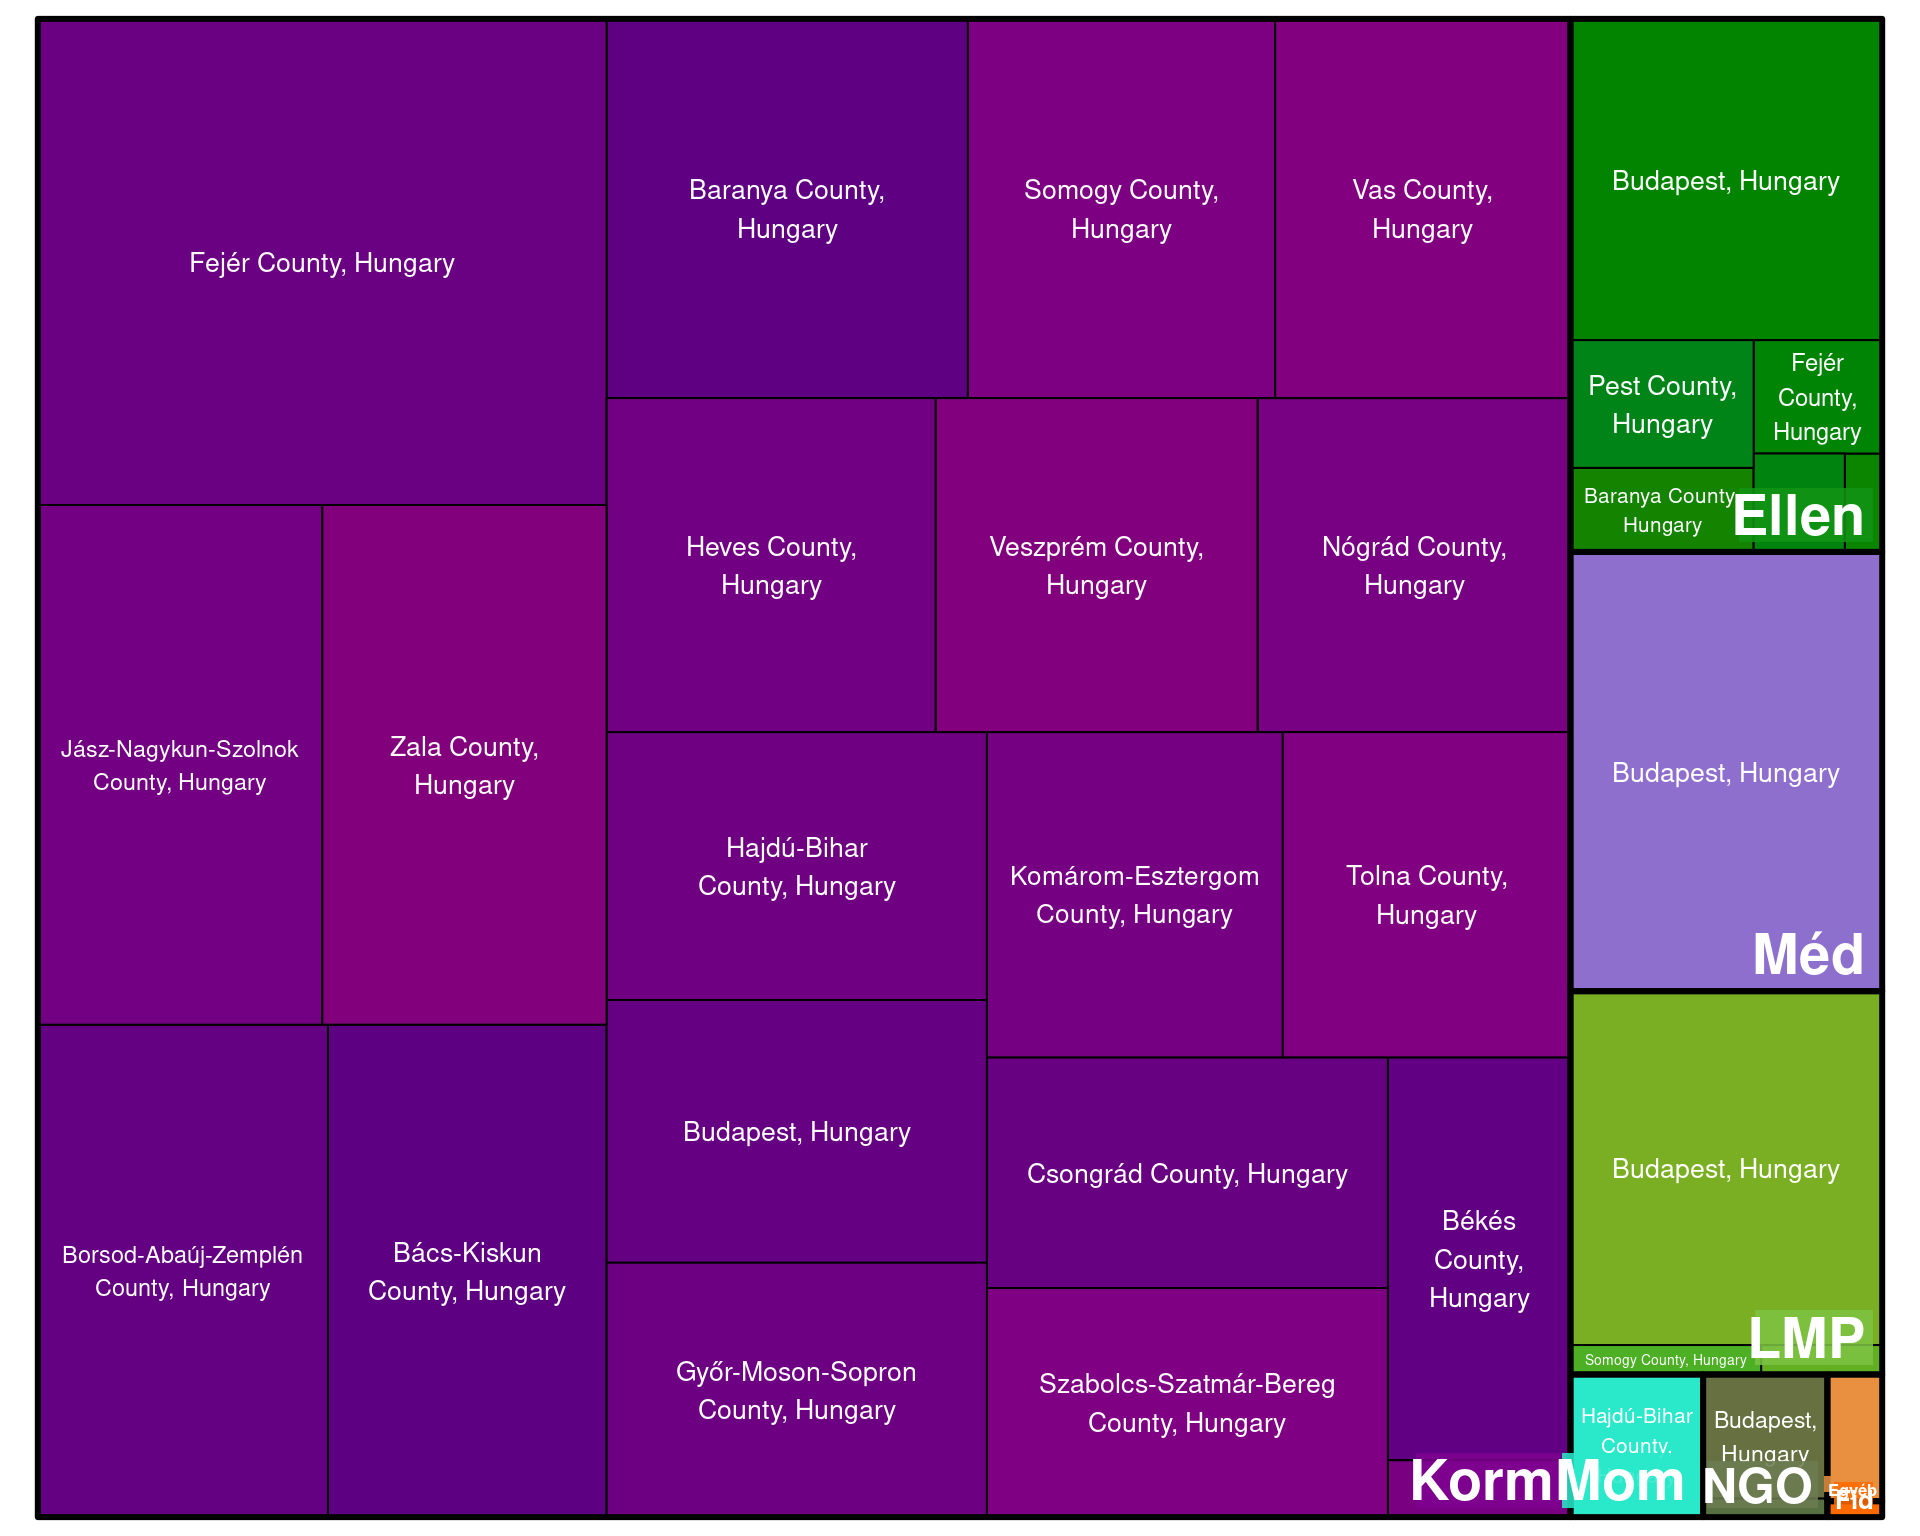 Fejér County, Hungary
Baranya County,
Hungary
Somogy County,
Hungary
Vas County,
Hungary
Heves County,
Hungary
Veszprém County,
Hungary
Nógrád County,
Hungary
Jász-Nagykun-Szolnok
County, Hungary
Zala County,
Hungary
Hajdú-Bihar
County, Hungary
Komárom-Esztergom
County, Hungary
Tolna County,
Hungary
Borsod-Abaúj-Zemplén
County, Hungary
Bács-Kiskun
County, Hungary
Budapest, Hungary
Csongrád County, Hungary
Békés
County,
Hungary
Győr-Moson-Sopron
County, Hungary
Szabolcs-Szatmár-Bereg
County, Hungary
Korm
Budapest, Hungary
Pest County,
Hungary
Fejér
County,
Hungary
Baranya County
Hungary
Ellen
Budapest, Hungary
Méd
Budapest, Hungary
Somogy County, Hungary
LMP
Hajdú-Bihar
County.
Mom
Budapest,
Hungary
NGO
Egyéb
Fid